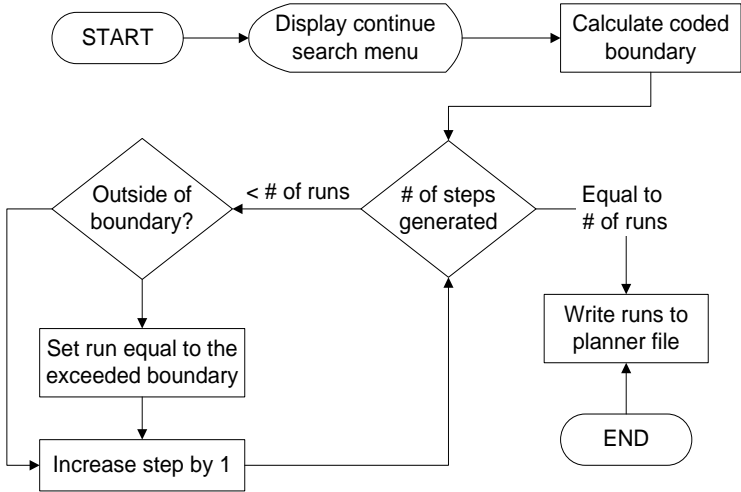 START
Display continue
search menu
Calculate coded
boundary
Outside of
boundary?
< # of runs
# of steps
generated
Equal to
# of runs
Set run equal to the
exceeded boundary
Write runs to
planner file
Increase step by 1
END